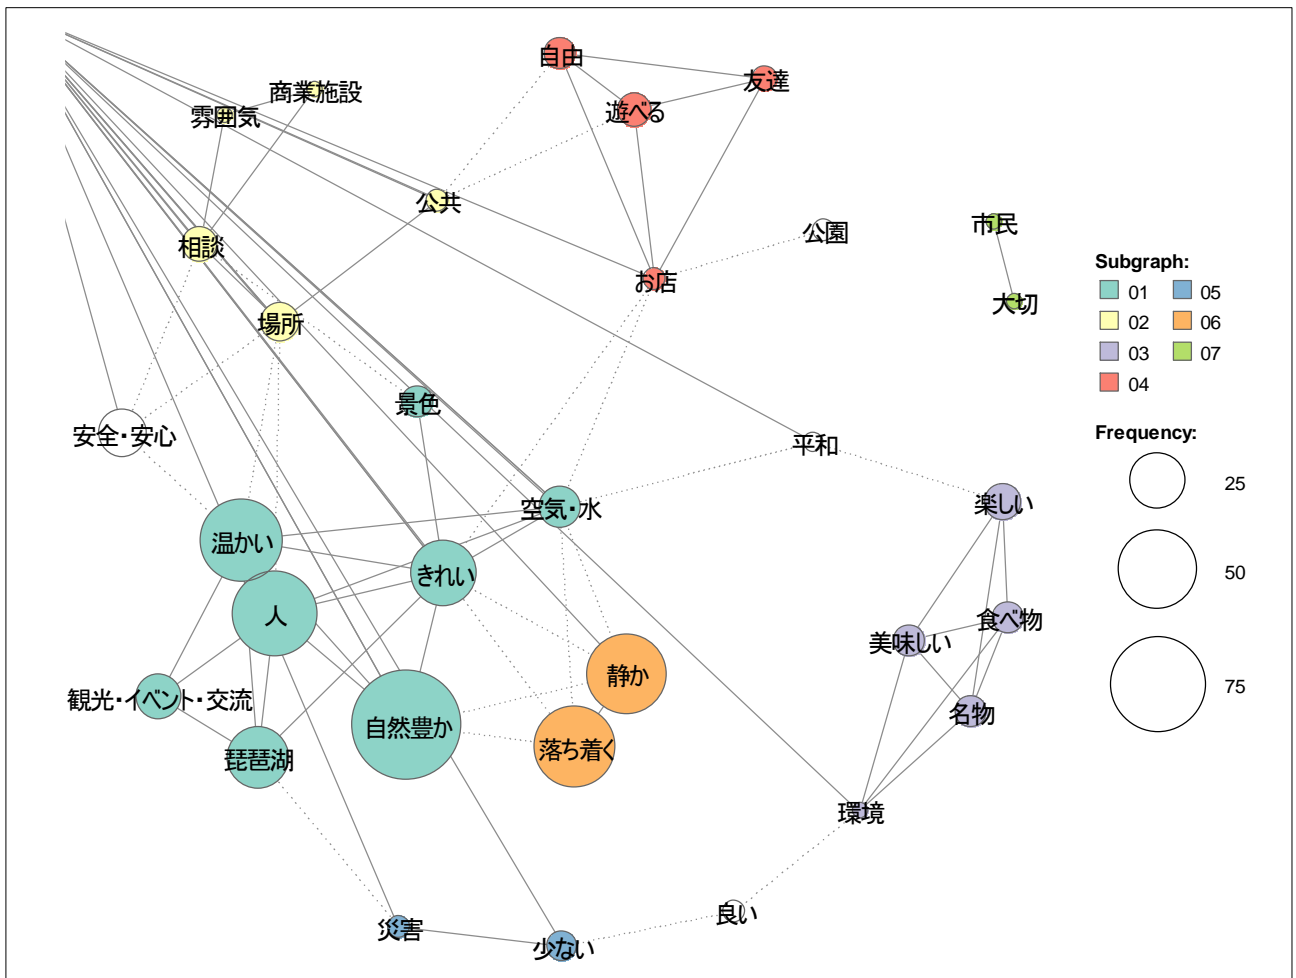 自由
友達
商業施設
遊べる
雰囲気
公共
公園
市民
相談
お店
大切
場所
景色
安全・安心
平和
空気・水
楽しい
温かい
きれい
人
食べ物
美味しい
静か
観光・イベント・交流
名物
自然豊か
落ち着く
琵琶湖
環境
良い
災害
少ない
Subgraph:
01 05
02 06
03 07
04
Frequency:
25
50
75